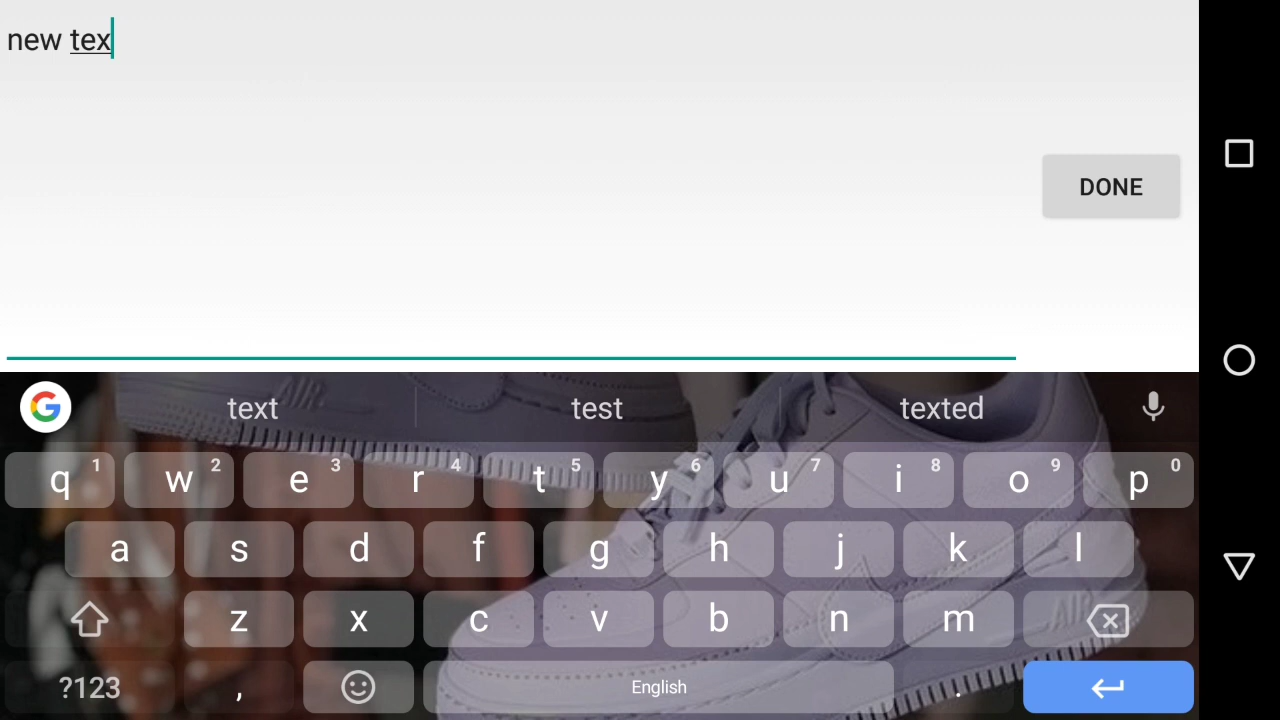 new tex
DONE
text test texted
q 1 w 2 e 3 r 4 t 5 y 6 u 7 i 8 o 9 p 0
a s d f g h j k l
z x c v b n m
?123 , English .